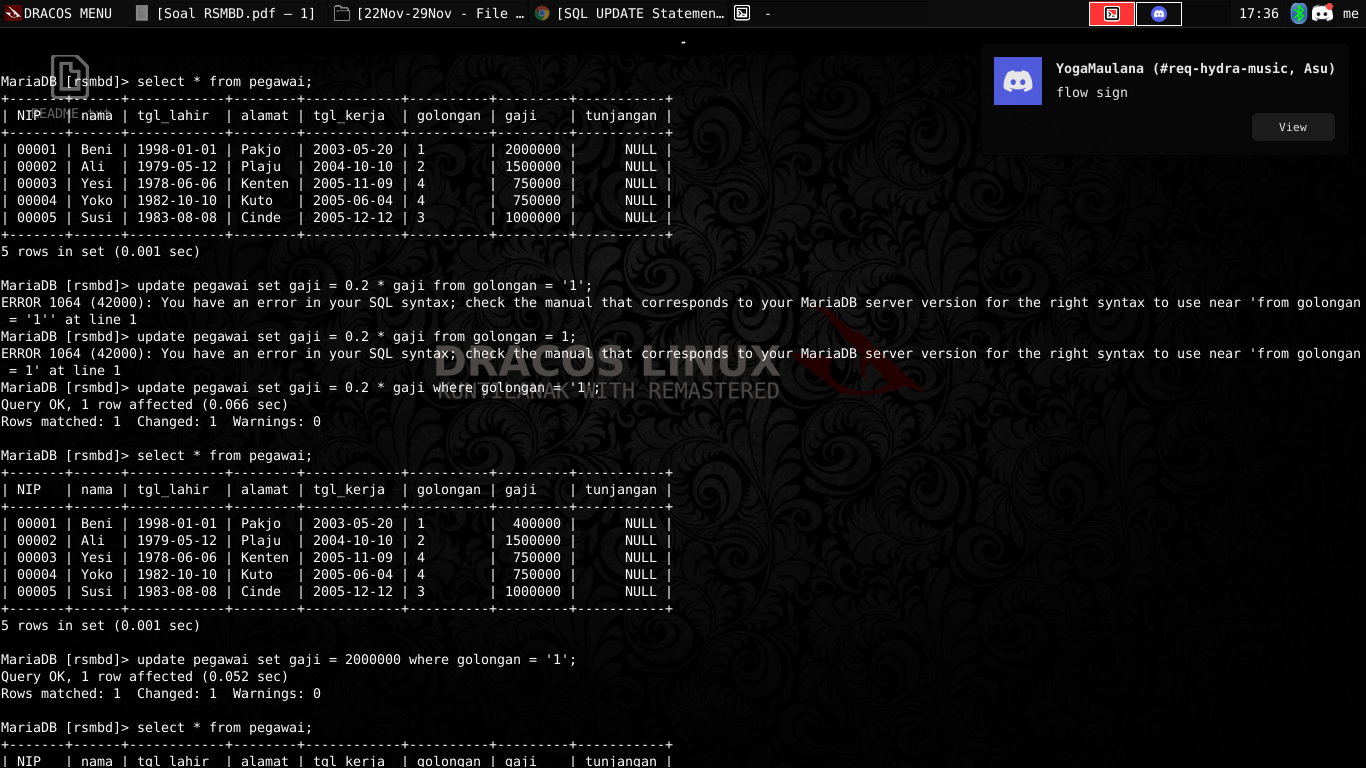 DRACOS MENU [Soal RSMBD.pdf — 1] [22Nov-29Nov - File … [SQL UPDATE Statemen… - 17:36 me
-
YogaMaulana (#req-hydra-music, Asu)
flow sign
View
README.txt
MariaDB [rsmbd]> select * from pegawai;
+-------+------+------------+--------+------------+----------+---------+-----------+
| NIP   | nama | tgl_lahir  | alamat | tgl_kerja  | golongan | gaji    | tunjangan |
+-------+------+------------+--------+------------+----------+---------+-----------+
| 00001 | Beni | 1998-01-01 | Pakjo  | 2003-05-20 | 1        | 2000000 |      NULL |
| 00002 | Ali  | 1979-05-12 | Plaju  | 2004-10-10 | 2        | 1500000 |      NULL |
| 00003 | Yesi | 1978-06-06 | Kenten | 2005-11-09 | 4        |  750000 |      NULL |
| 00004 | Yoko | 1982-10-10 | Kuto   | 2005-06-04 | 4        |  750000 |      NULL |
| 00005 | Susi | 1983-08-08 | Cinde  | 2005-12-12 | 3        | 1000000 |      NULL |
+-------+------+------------+--------+------------+----------+---------+-----------+
5 rows in set (0.001 sec)
MariaDB [rsmbd]> update pegawai set gaji = 0.2 * gaji from golongan = '1';
ERROR 1064 (42000): You have an error in your SQL syntax; check the manual that corresponds to your MariaDB server version for the right syntax to use near 'from golongan
 = '1'' at line 1
MariaDB [rsmbd]> update pegawai set gaji = 0.2 * gaji from golongan = 1;
ERROR 1064 (42000): You have an error in your SQL syntax; check the manual that corresponds to your MariaDB server version for the right syntax to use near 'from golongan
 = 1' at line 1
DRACOS LINUX
KUNTILANAK WITH REMASTERED
MariaDB [rsmbd]> update pegawai set gaji = 0.2 * gaji where golongan = '1';
Query OK, 1 row affected (0.066 sec)
Rows matched: 1  Changed: 1  Warnings: 0
MariaDB [rsmbd]> select * from pegawai;
+-------+------+------------+--------+------------+----------+---------+-----------+
| NIP   | nama | tgl_lahir  | alamat | tgl_kerja  | golongan | gaji    | tunjangan |
+-------+------+------------+--------+------------+----------+---------+-----------+
| 00001 | Beni | 1998-01-01 | Pakjo  | 2003-05-20 | 1        |  400000 |      NULL |
| 00002 | Ali  | 1979-05-12 | Plaju  | 2004-10-10 | 2        | 1500000 |      NULL |
| 00003 | Yesi | 1978-06-06 | Kenten | 2005-11-09 | 4        |  750000 |      NULL |
| 00004 | Yoko | 1982-10-10 | Kuto   | 2005-06-04 | 4        |  750000 |      NULL |
| 00005 | Susi | 1983-08-08 | Cinde  | 2005-12-12 | 3        | 1000000 |      NULL |
+-------+------+------------+--------+------------+----------+---------+-----------+
5 rows in set (0.001 sec)
MariaDB [rsmbd]> update pegawai set gaji = 2000000 where golongan = '1';
Query OK, 1 row affected (0.052 sec)
Rows matched: 1  Changed: 1  Warnings: 0
MariaDB [rsmbd]> select * from pegawai;
+-------+------+------------+--------+------------+----------+---------+-----------+
| NIP   | nama | tgl_lahir  | alamat | tgl_kerja  | golongan | gaji    | tunjangan |